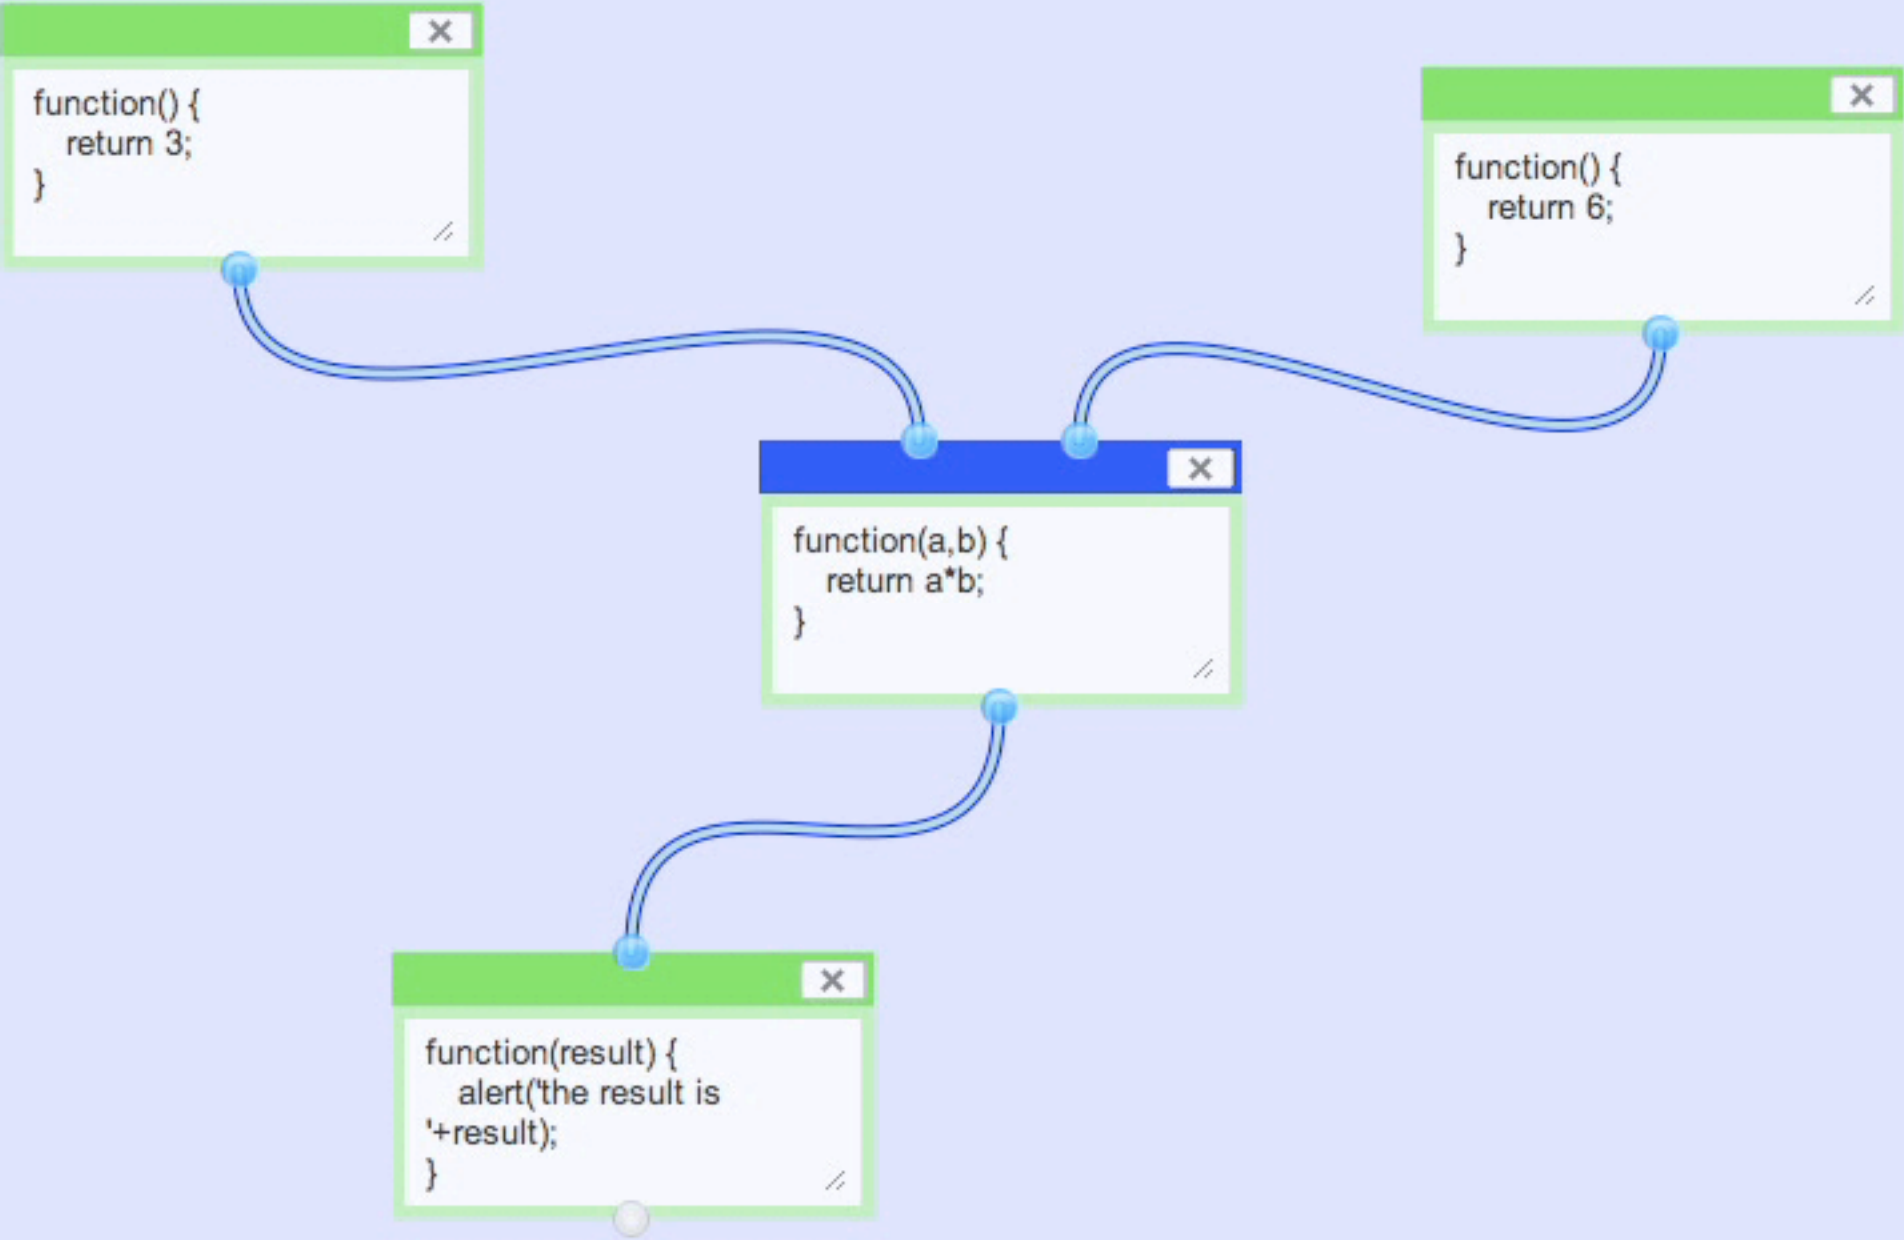 function() {
return 3;
}
function() {
return 6;
}
function(a,b) {
return a*b;
}
function(result) {
alert('the result is
'+result);
}